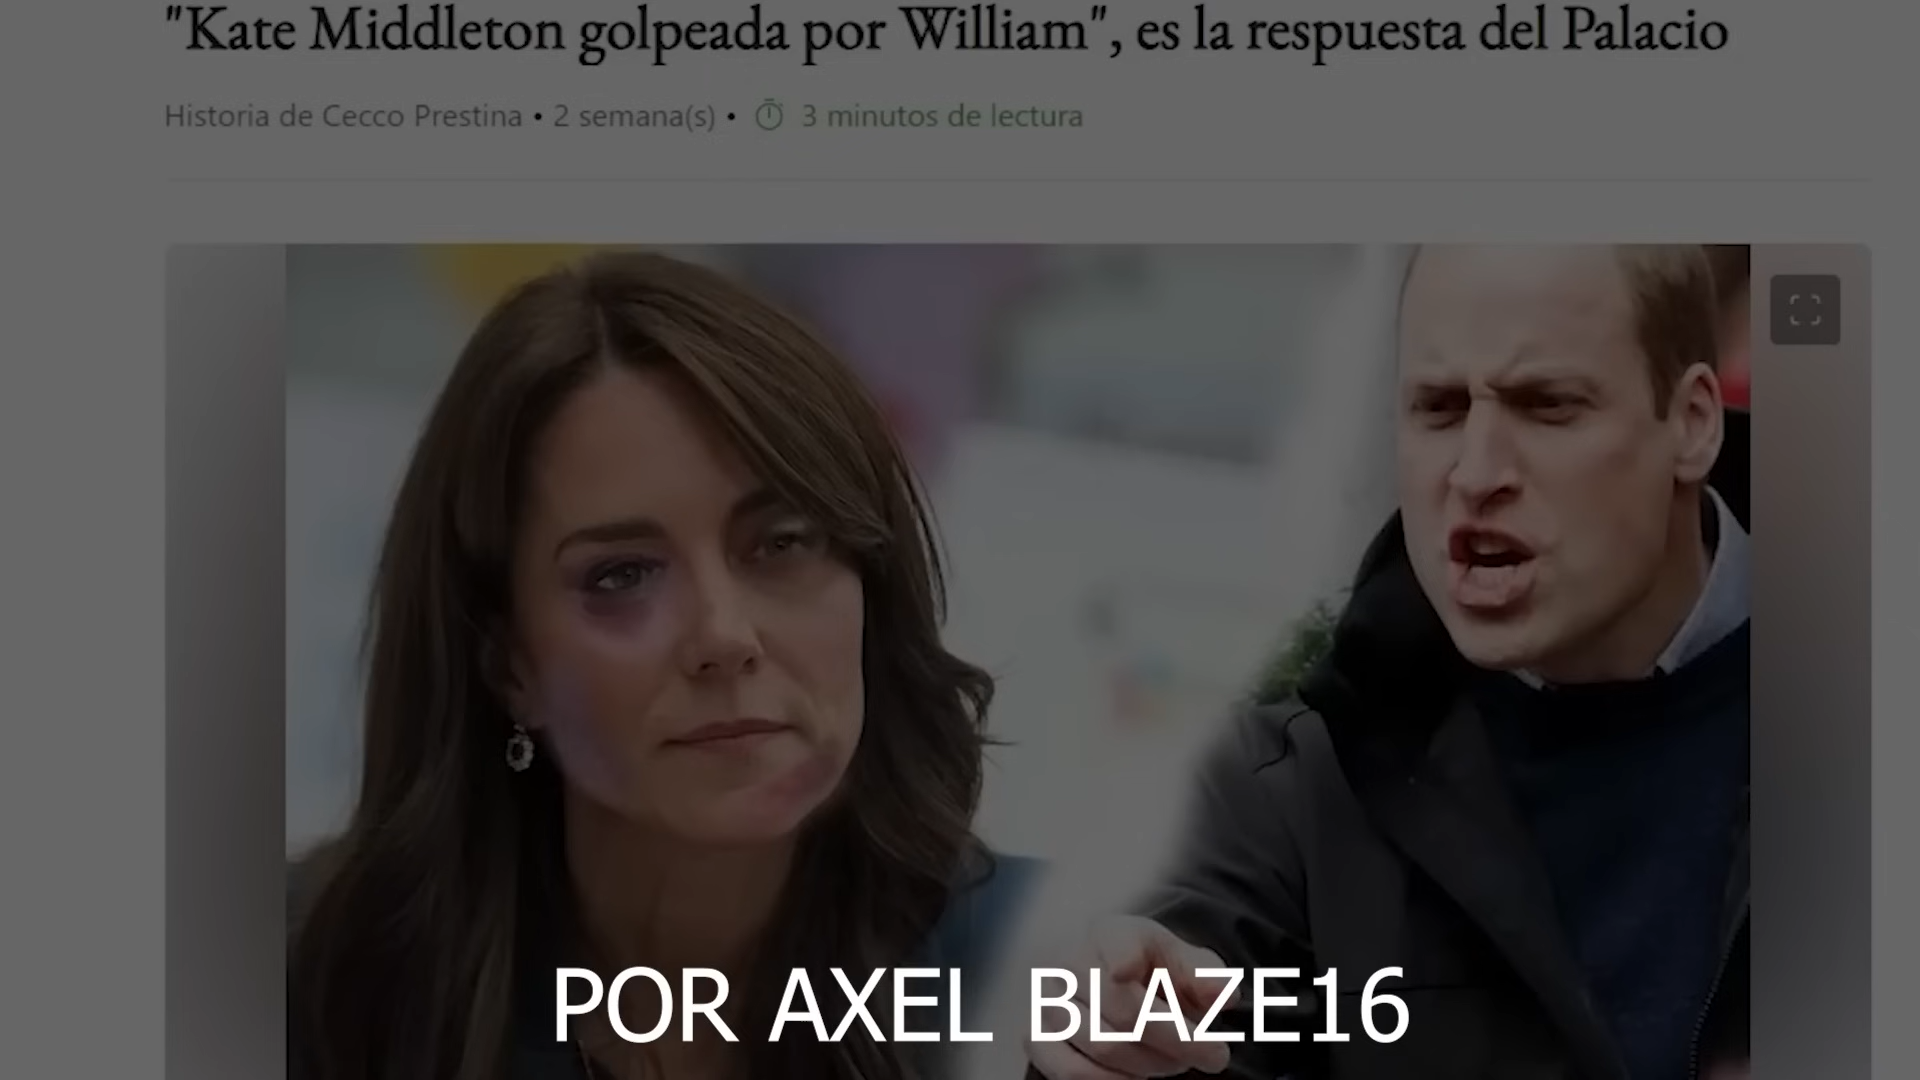 "Kate Middleton golpeada por William", es la respuesta del Palacio
Historia de Cecco Prestina • 2 semana(s) • 3 minutos de lectura
POR AXEL BLAZE16